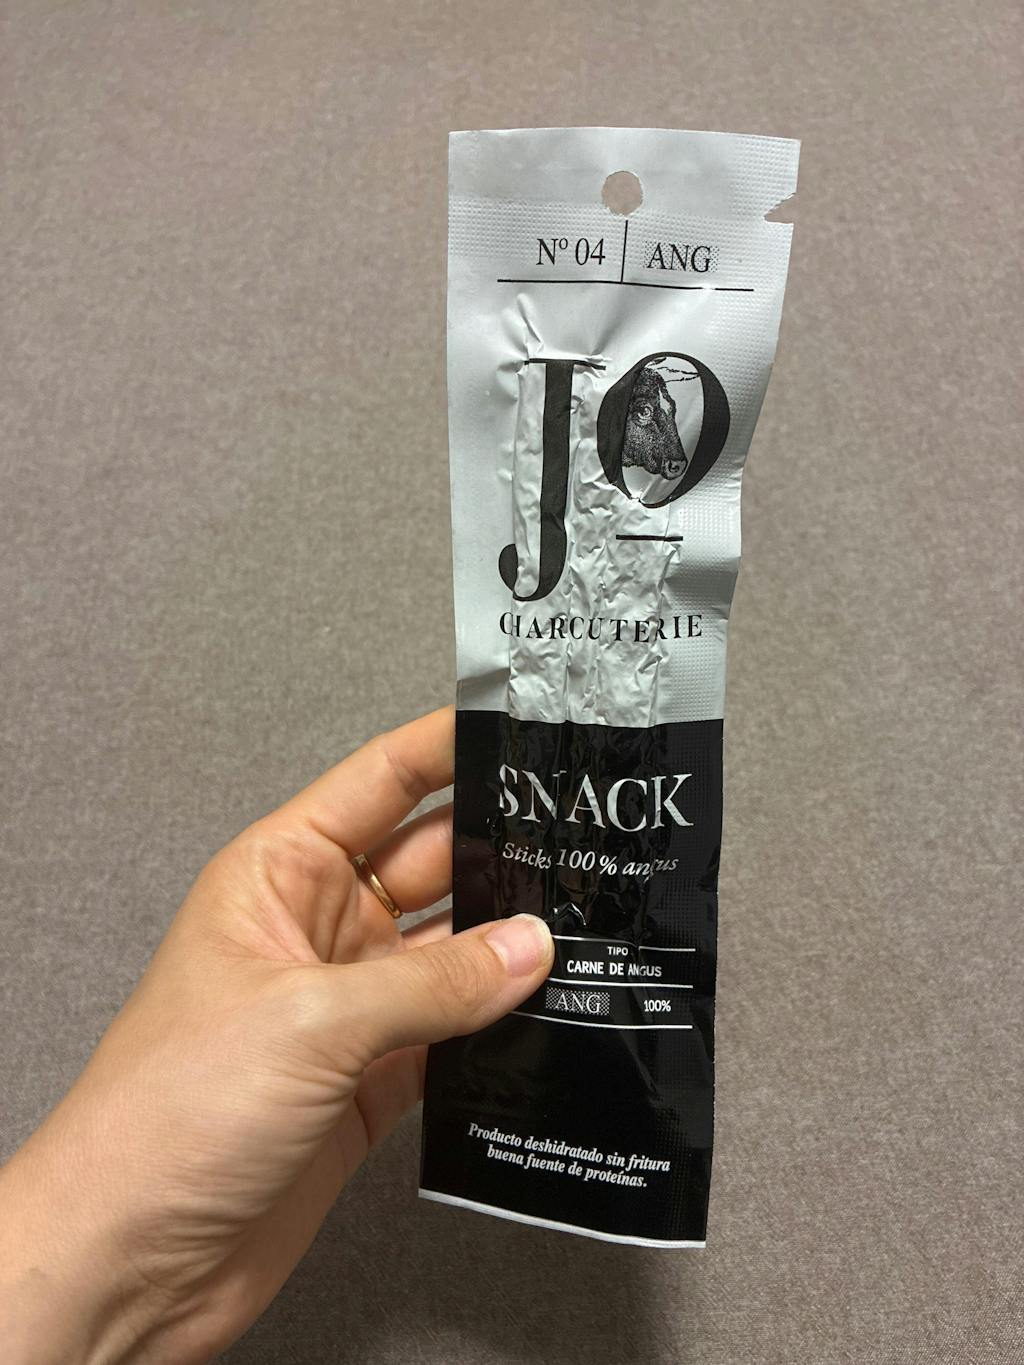 Nº 04 ANG
JO
CHARCUTERIE
SNACK
Sticks 100 % angus
TIPO
CARNE DE ANGUS
ANG 100%
Producto deshidratado sin fritura
buena fuente de proteínas.